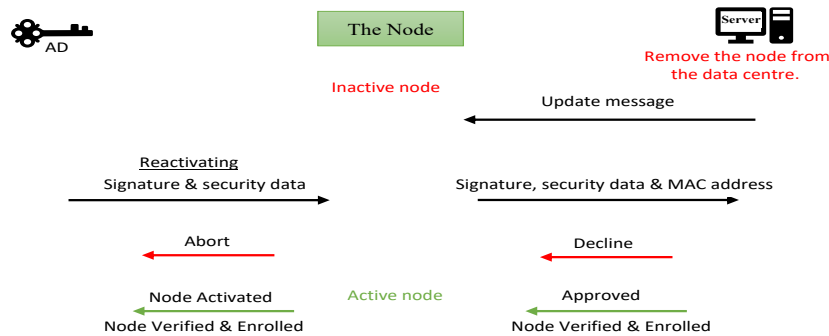 The Node
Server
AD
Remove the node from
the data centre.
Inactive node
Update message
Reactivating
Signature & security data
Signature, security data & MAC address
Abort
Decline
Node Activated
Active node
Approved
Node Verified & Enrolled
Node Verified & Enrolled